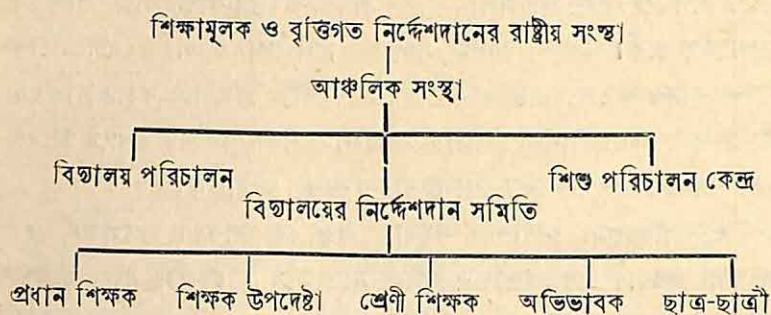 শিক্ষামূলক ও বৃত্তিগত নির্দ্দেশদানের রাষ্ট্রীয় সংস্থা
আঞ্চলিক সংস্থা
বিদ্যালয় পরিচালন
শিশু পরিচালন কেন্দ্র
বিদ্যালয়ের নির্দ্দেশদান সমিতি
প্রধান শিক্ষক শিক্ষক উপদেষ্টা শ্রেণী শিক্ষক অভিভাবক ছাত্র-ছাত্রী